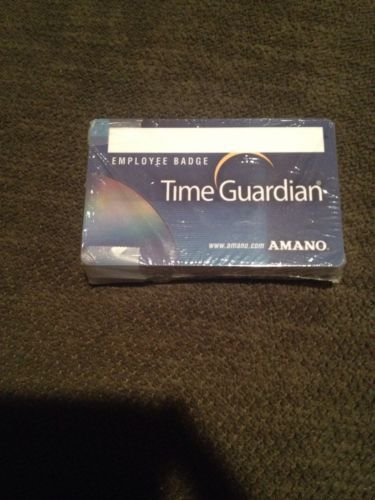 EMPLOYEE BADGE
Time Guardian®
www.amano.com AMANO®